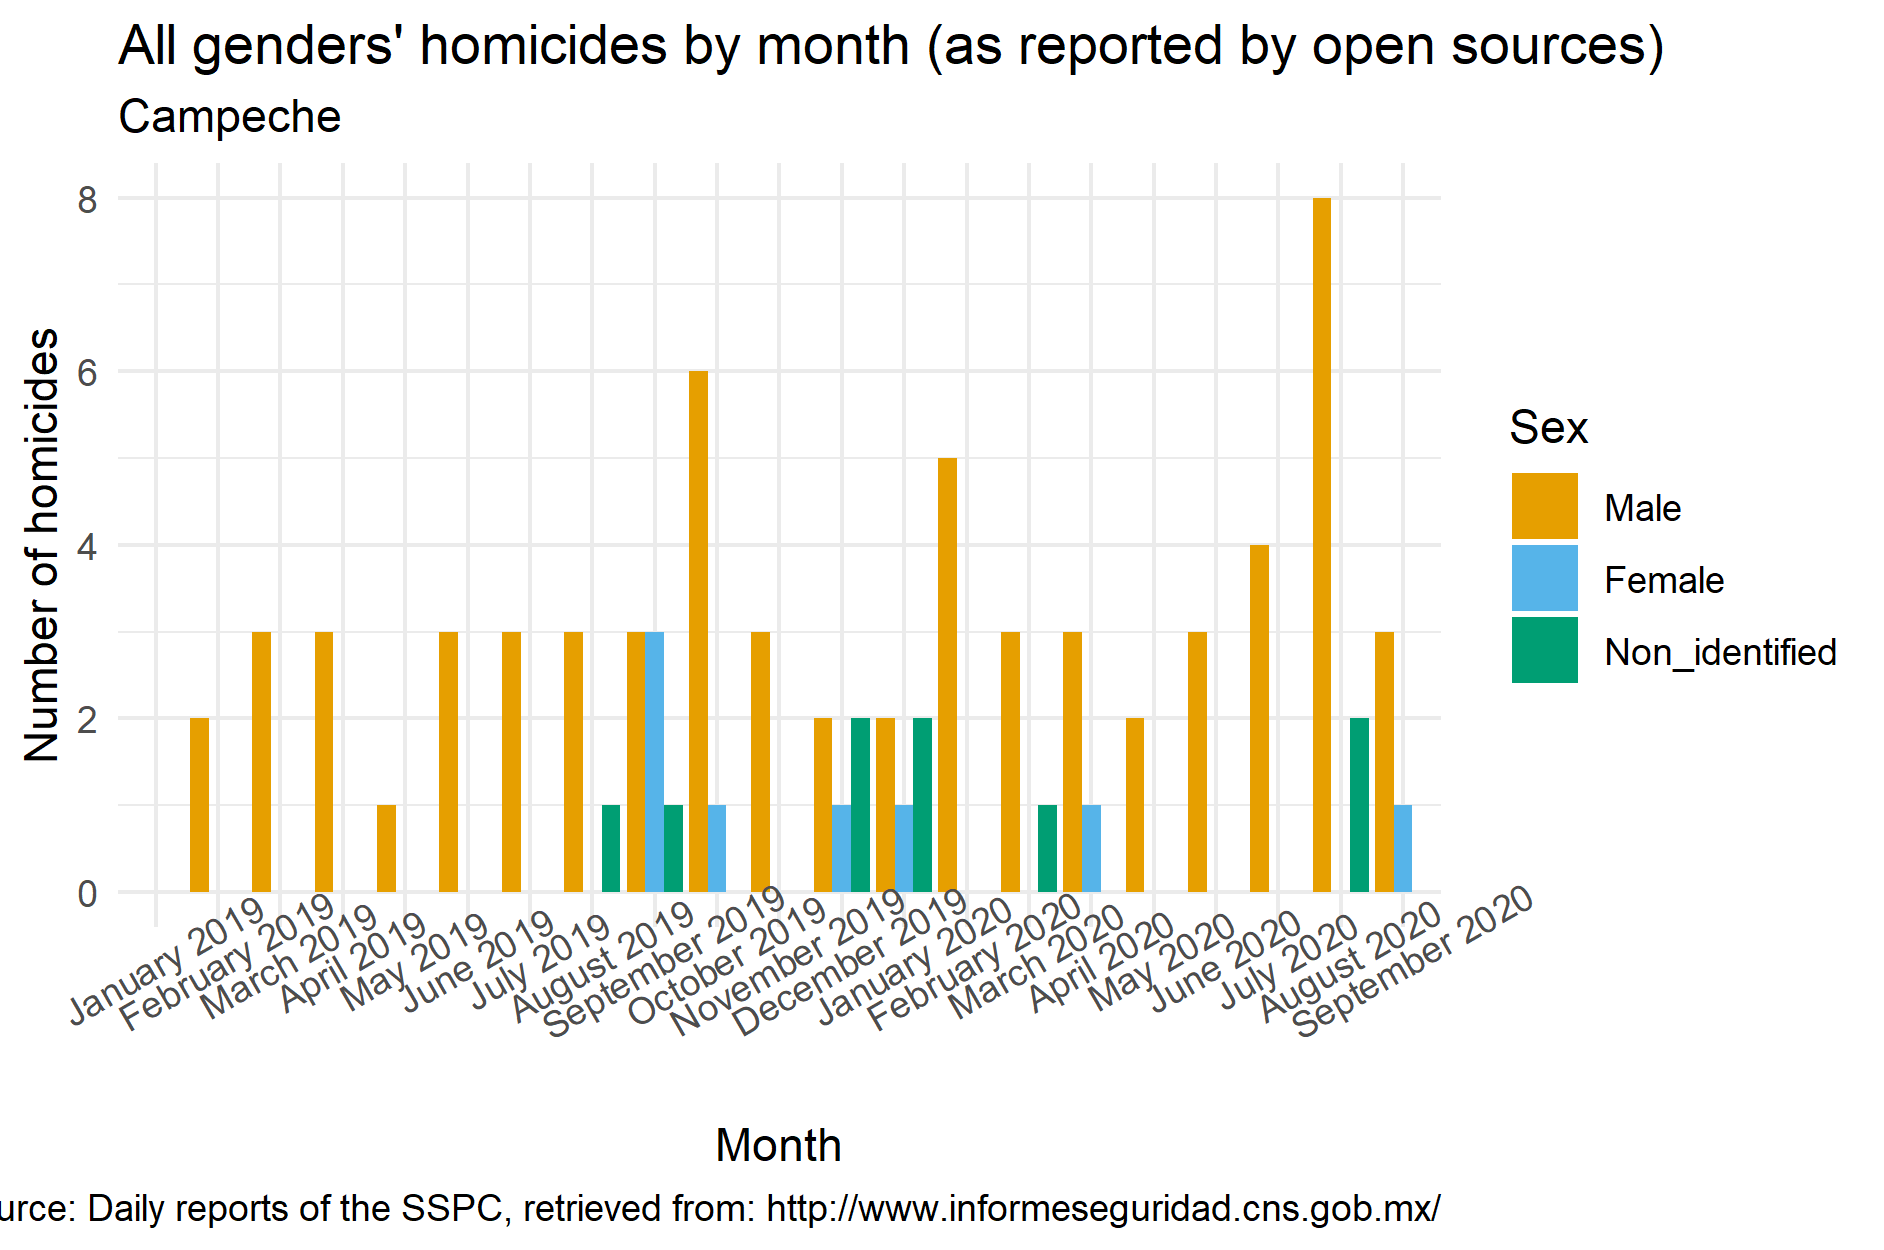 All genders' homicides by month (as reported by open sources)
Campeche
Number of homicides
8
6
4
2
0
January 2019
February 2019
March 2019
April 2019
May 2019
June 2019
July 2019
August 2019
September 2019
October 2019
November 2019
December 2019
January 2020
February 2020
March 2020
April 2020
May 2020
June 2020
July 2020
August 2020
September 2020
Month
Sex
Male
Female
Non_identified
urce: Daily reports of the SSPC, retrieved from: http://www.informeseguridad.cns.gob.mx/